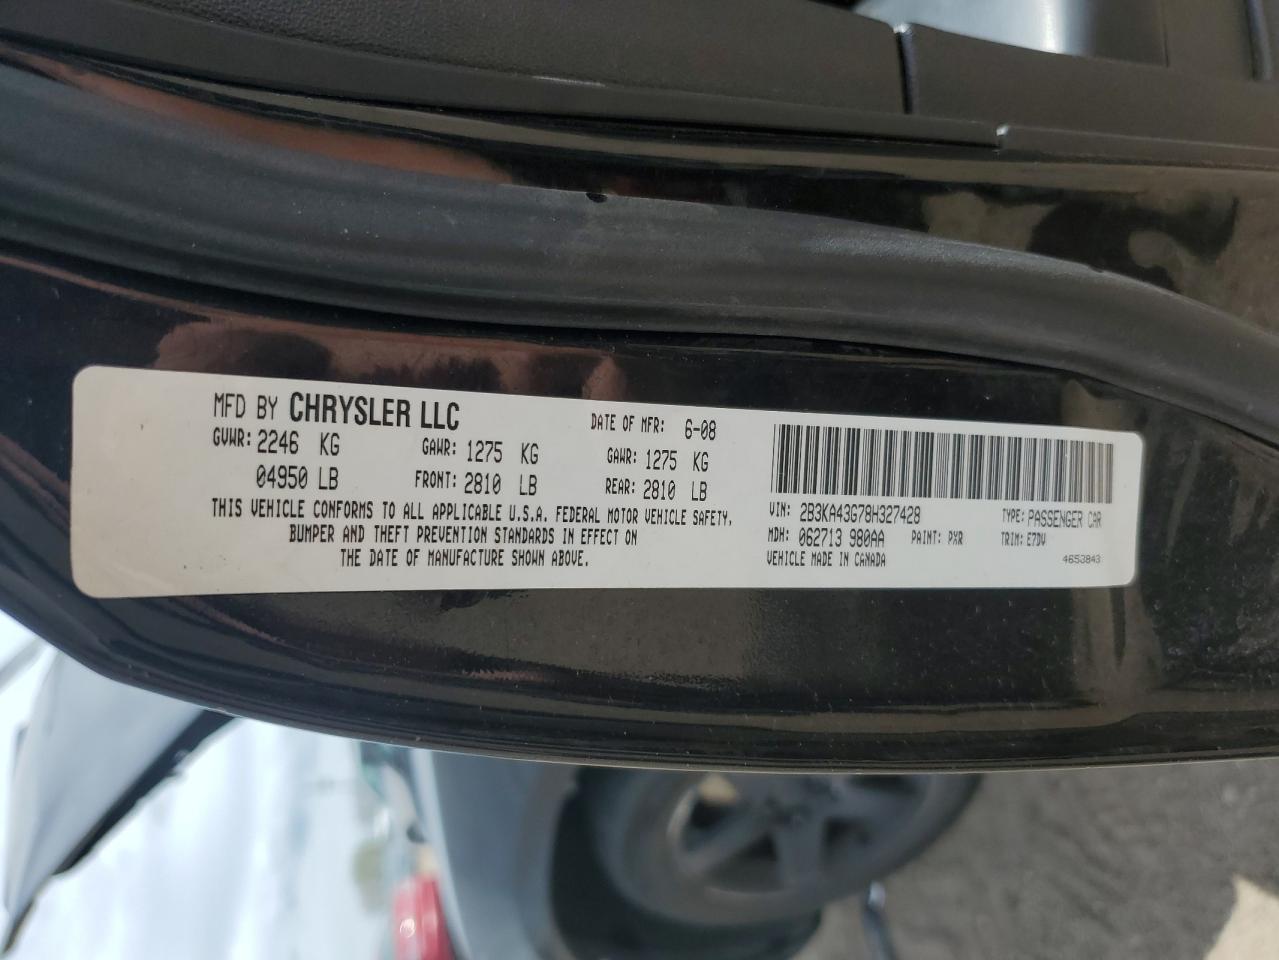 MFD BY CHRYSLER LLC DATE OF MFR: 6-08
GVWR: 2246 KG GAWR: 1275 KG GAWR: 1275 KG
04950 LB FRONT: 2810 LB REAR: 2810 LB
THIS VEHICLE CONFORMS TO ALL APPLICABLE U.S.A. FEDERAL MOTOR VEHICLE SAFETY,
BUMPER AND THEFT PREVENTION STANDARDS IN EFFECT ON
THE DATE OF MANUFACTURE SHOWN ABOVE.
VIN: 2B3KA43G78H327428 TYPE: PASSENGER CAR
MDH: 062713 980AA PAINT: PXR TRIM: E7DV
VEHICLE MADE IN CANADA 4653843